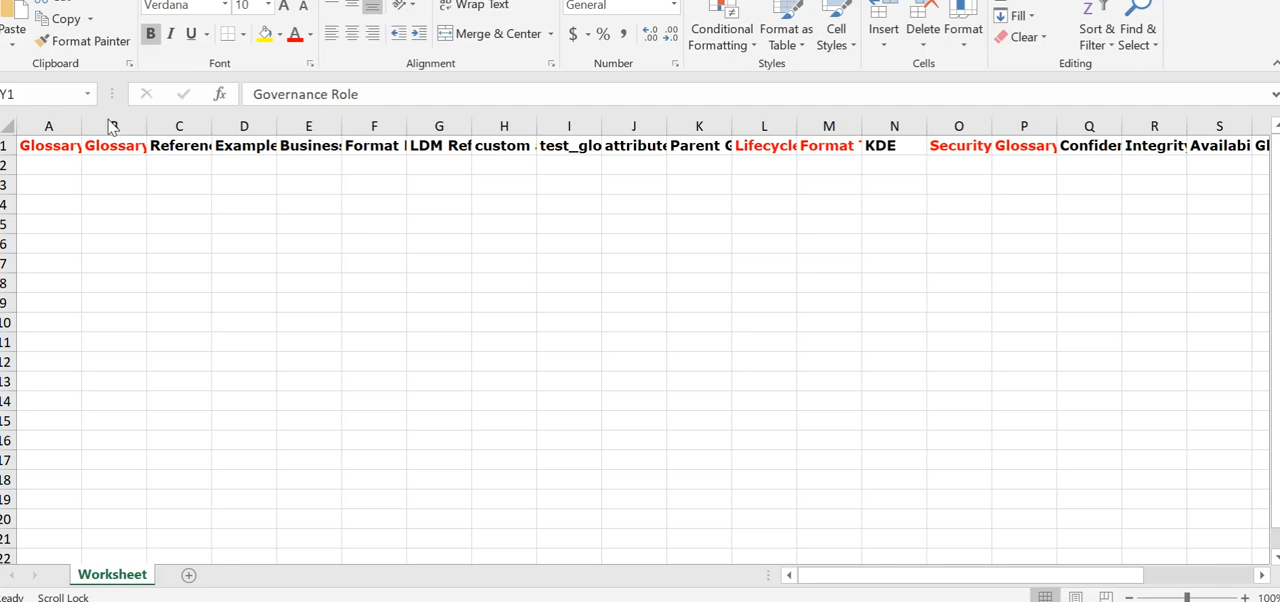 Verdana 10 Wrap Text General
Paste Copy Format Painter B I U A Merge & Center $ % Conditional Formatting Format as Table Cell Styles Insert Delete Format Fill Clear Sort & Filter Find & Select
Clipboard Font Alignment Number Styles Cells Editing
Y1 fx Governance Role
A C D E F G H I J K L M N O P Q R S
1 Glossary Glossary Referenc Example Business Format LDM Ref custom test_glo attribute Parent Lifecycle Format KDE Security Glossary Confiden Integrity Availabi Gl
2
3
4
5
6
7
8
9
10
11
12
13
14
15
16
17
18
19
20
21
22
Worksheet
Ready Scroll Lock 100%